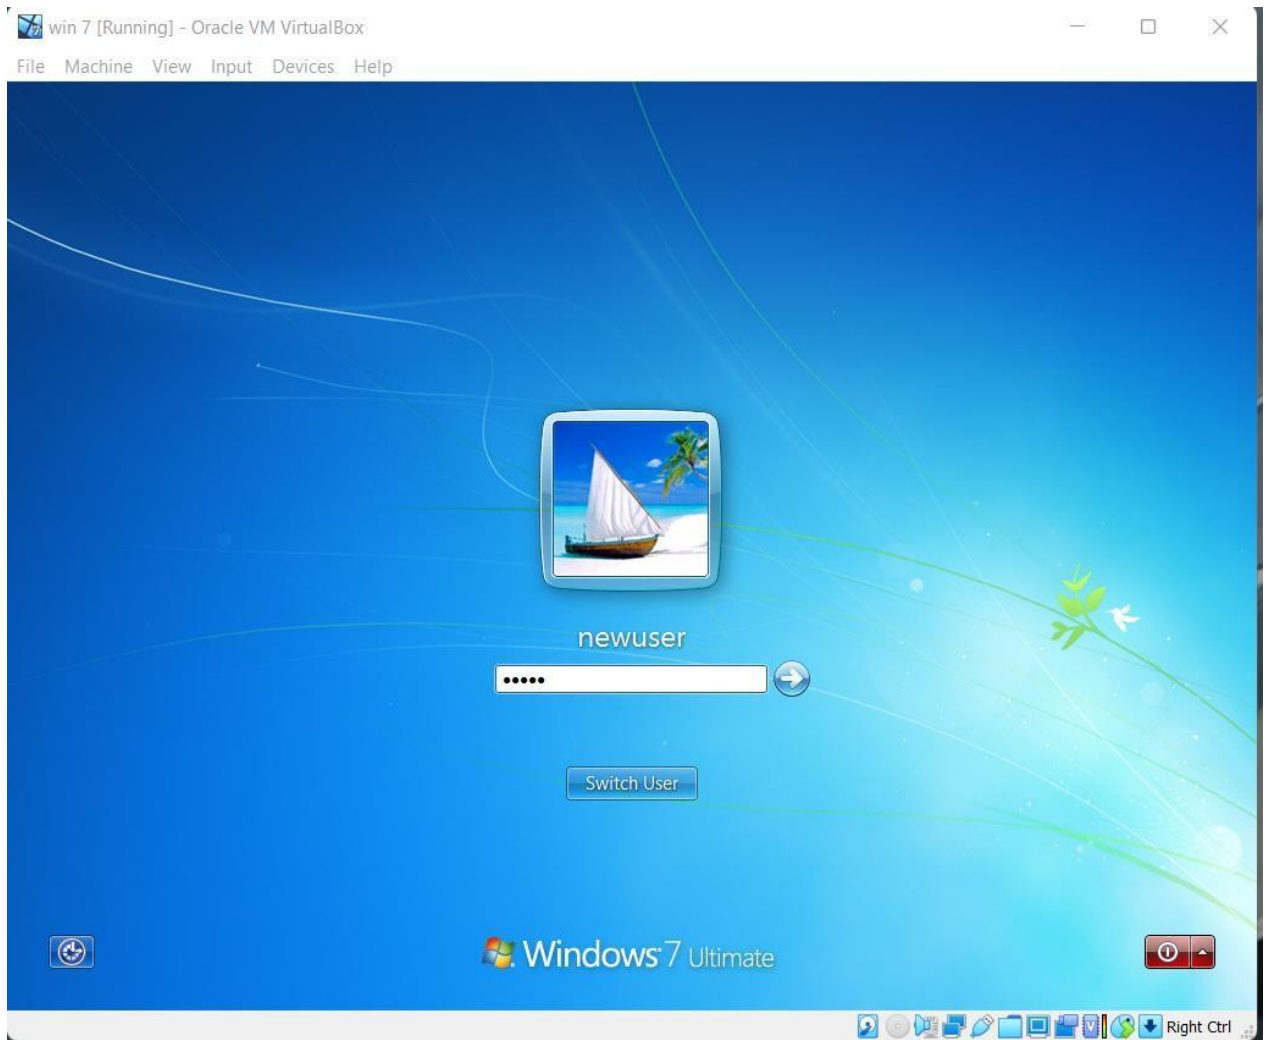 win 7 [Running] - Oracle VM VirtualBox
File Machine View Input Devices Help
newuser
•••••
Switch User
Windows 7 Ultimate
Right Ctrl